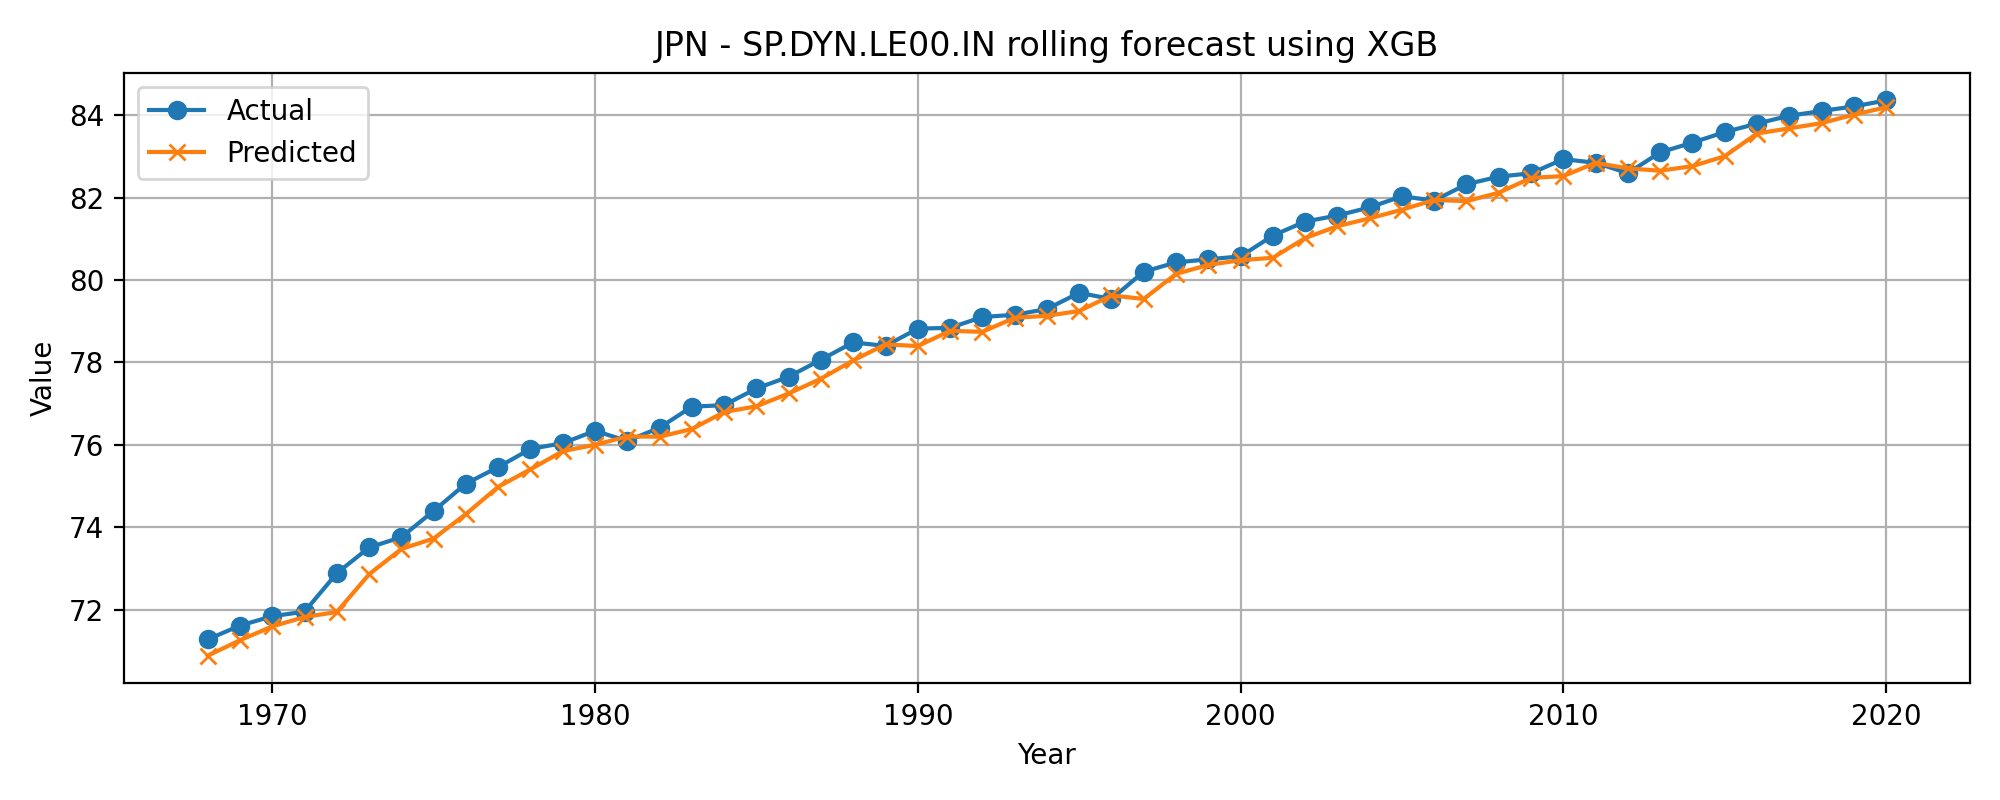 JPN - SP.DYN.LE00.IN rolling forecast using XGB
Actual
Predicted
84
82
80
78
76
74
72
Value
1970 1980 1990 2000 2010 2020
Year